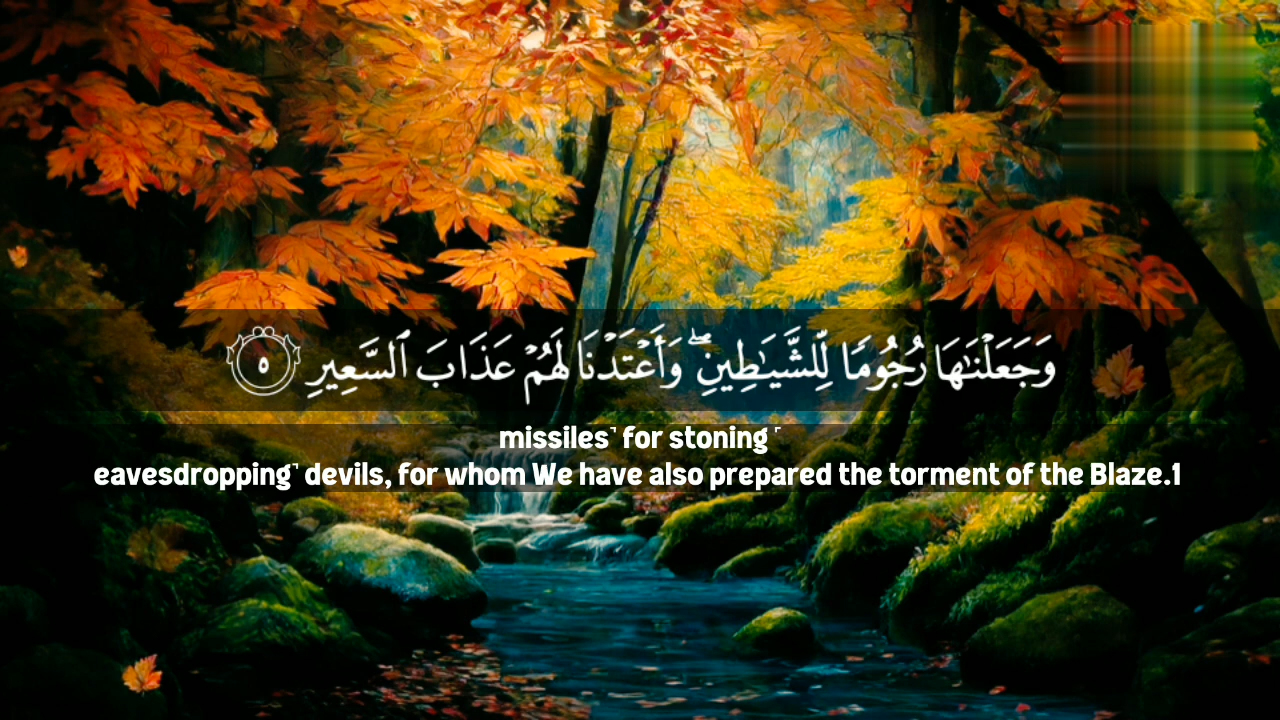 وَجَعَلْنَـٰهَا رُجُومًا لِّلشَّيَـٰطِينِ ۖ وَأَعْتَدْنَا لَهُمْ عَذَابَ ٱلسَّعِيرِ ٥
missiles˺ for stoning ˹
eavesdropping˺ devils, for whom We have also prepared the torment of the Blaze.1